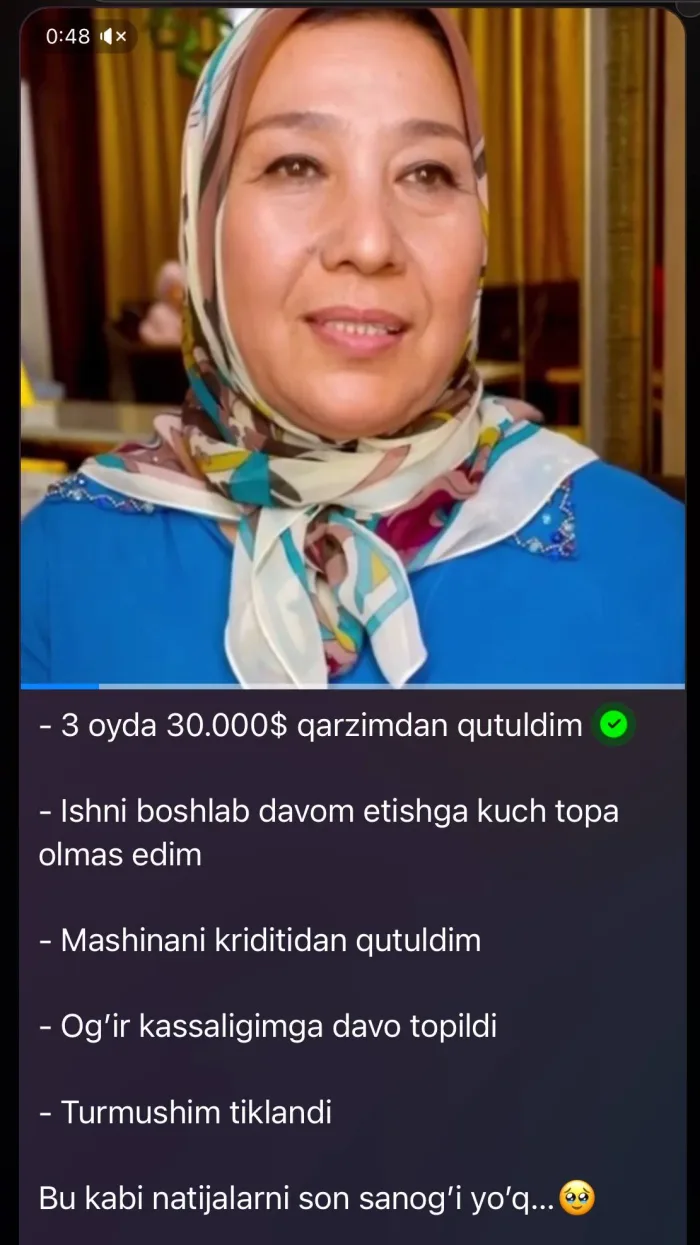 0:48
- 3 oyda 30.000$ qarzimdan qutuldim
- Ishni boshlab davom etishga kuch topa
olmas edim
- Mashinani kriditidan qutuldim
- Og‘ir kassaligimga davo topildi
- Turmushim tiklandi
Bu kabi natijalarni son sanog‘i yo‘q...